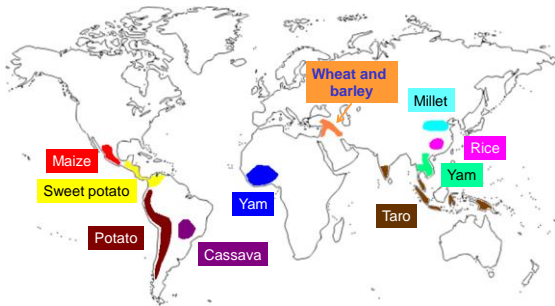 Wheat and
barley
Millet
Maize
Rice
Sweet potato
Yam
Yam
Taro
Potato
Cassava